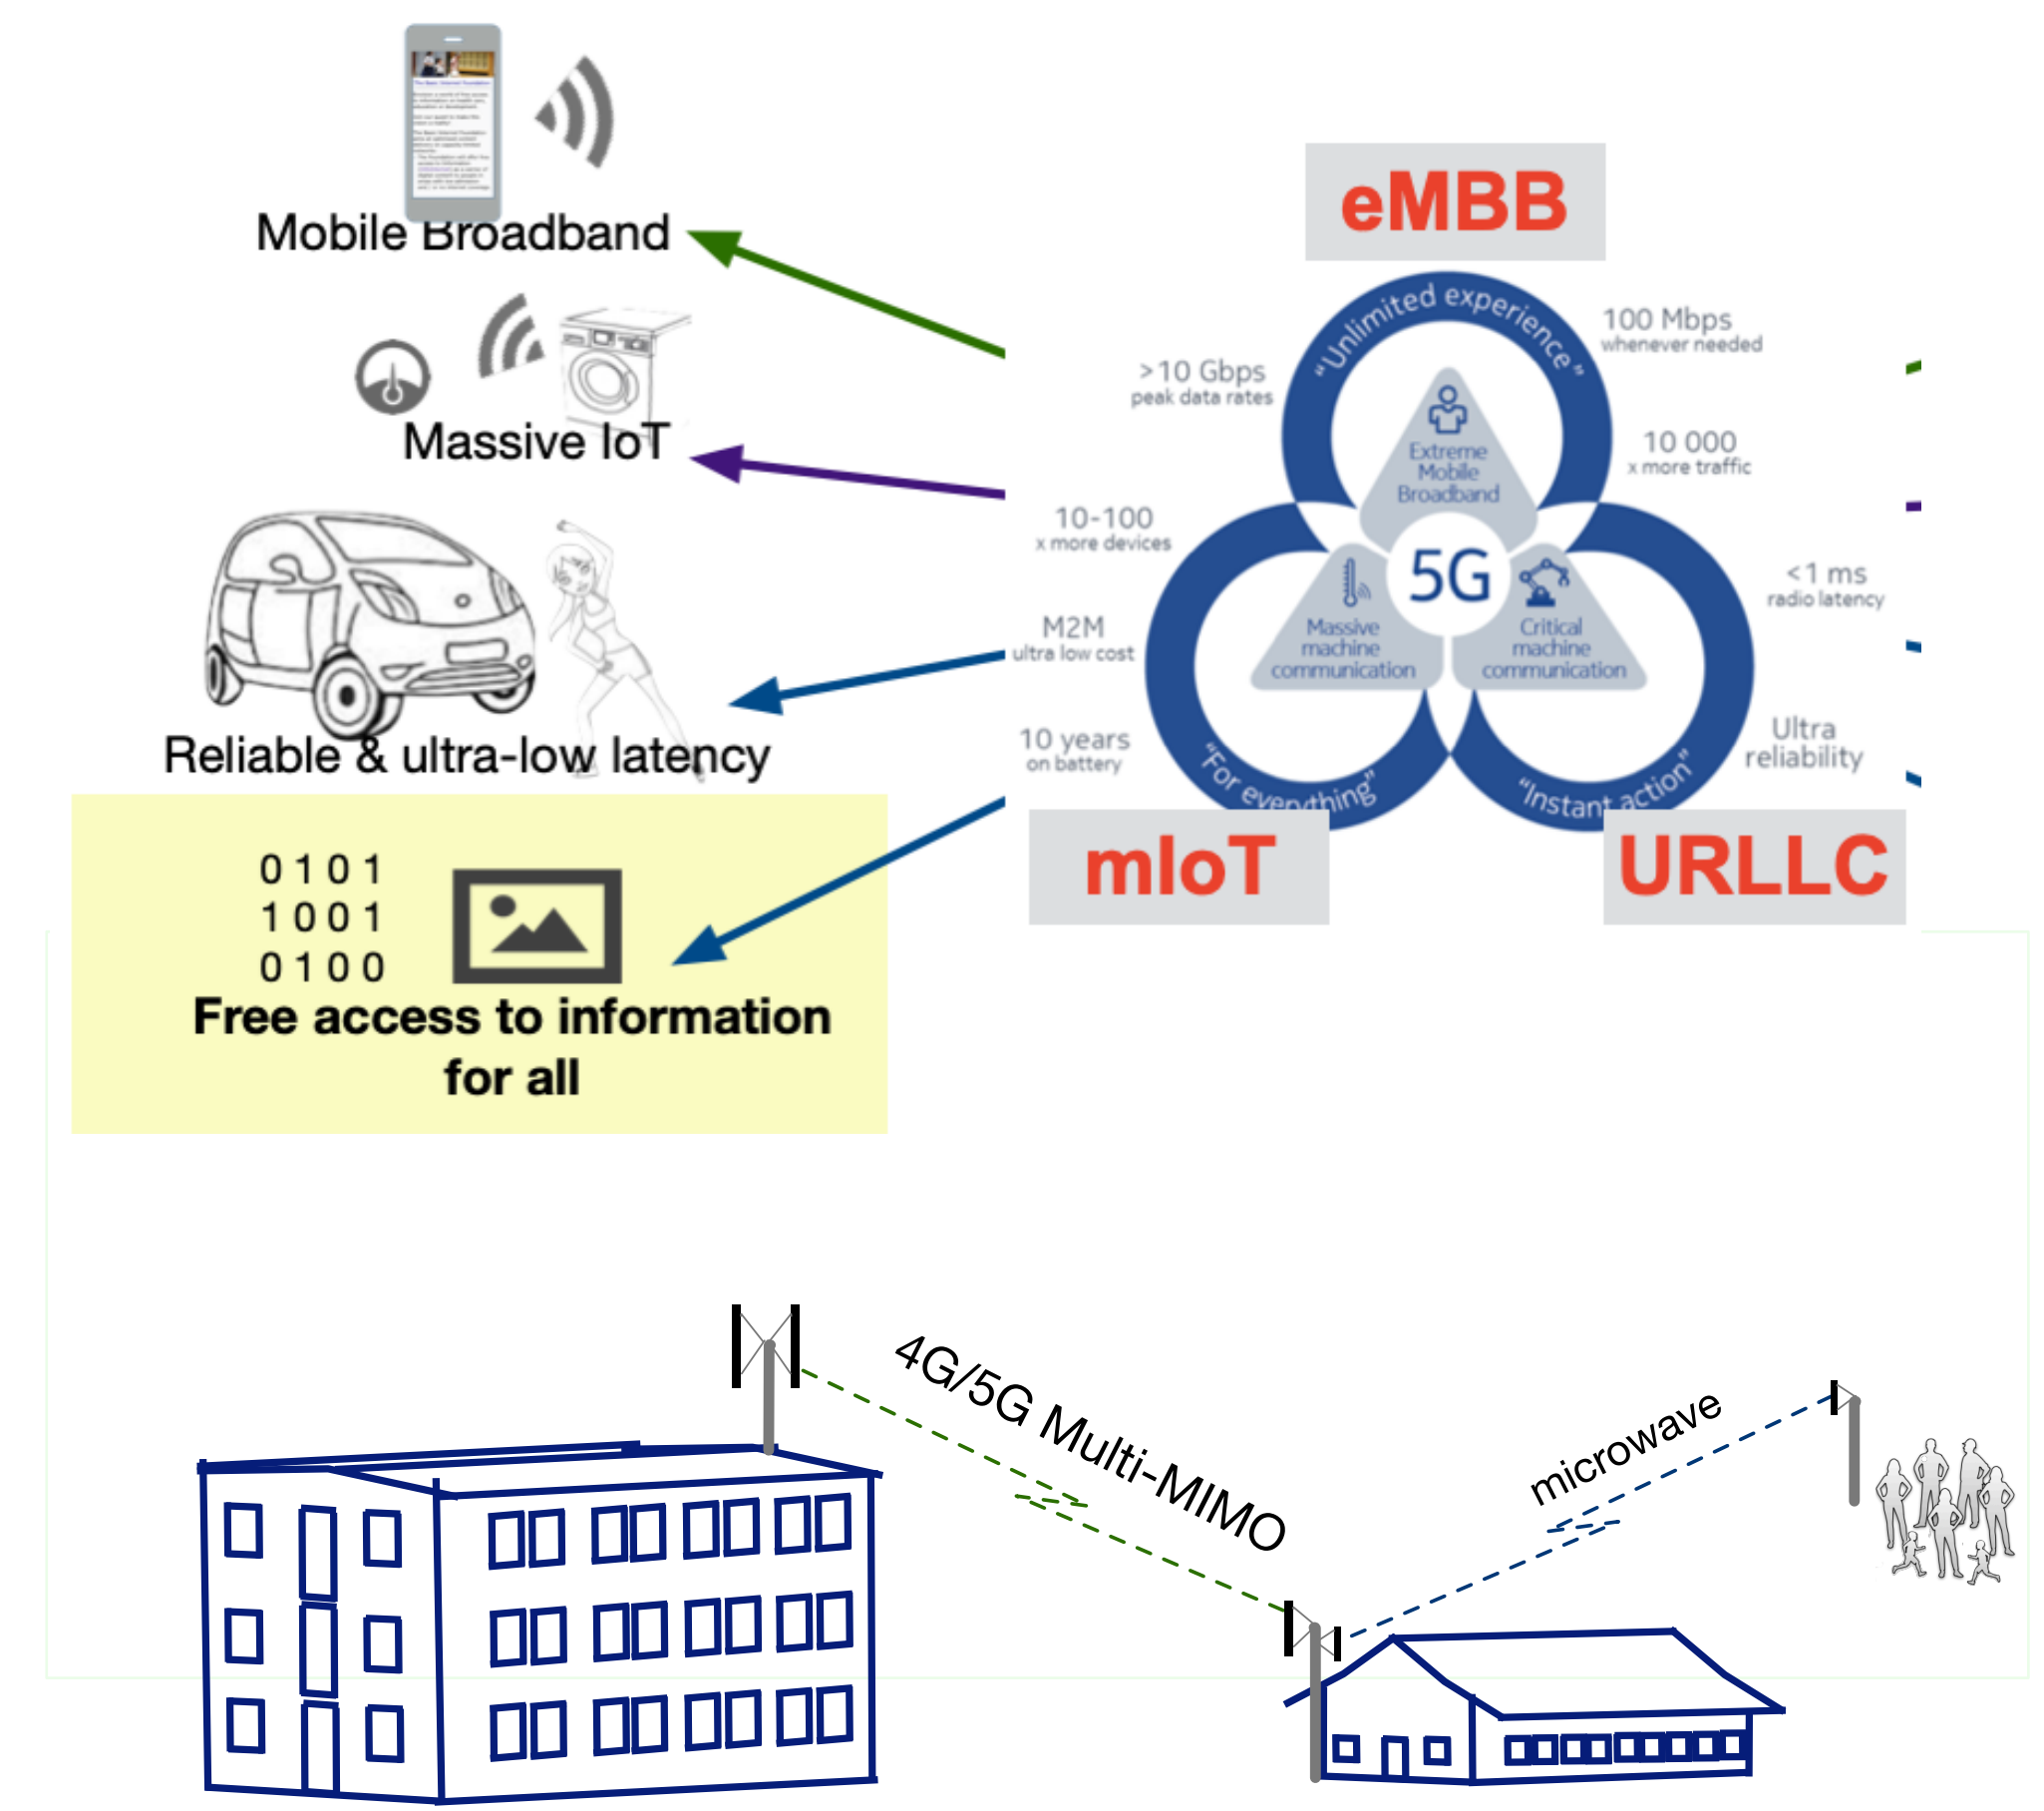 The Basic Internet Foundation
Mobile Broadband
Massive IoT
Reliable & ultra-low latency
0 1 0 1
1 0 0 1
0 1 0 0
Free access to information
for all
eMBB
"Unlimited experience"
100 Mbps
whenever needed
>10 Gbps
peak data rates
10 000
x more traffic
Extreme
Mobile
Broadband
10-100
x more devices
5G
<1 ms
radio latency
M2M
ultra low cost
Massive
machine
communication
Critical
machine
communication
10 years
on battery
Ultra
reliability
"For everything"
"Instant action"
mIoT
URLLC
4G/5G Multi-MIMO
microwave